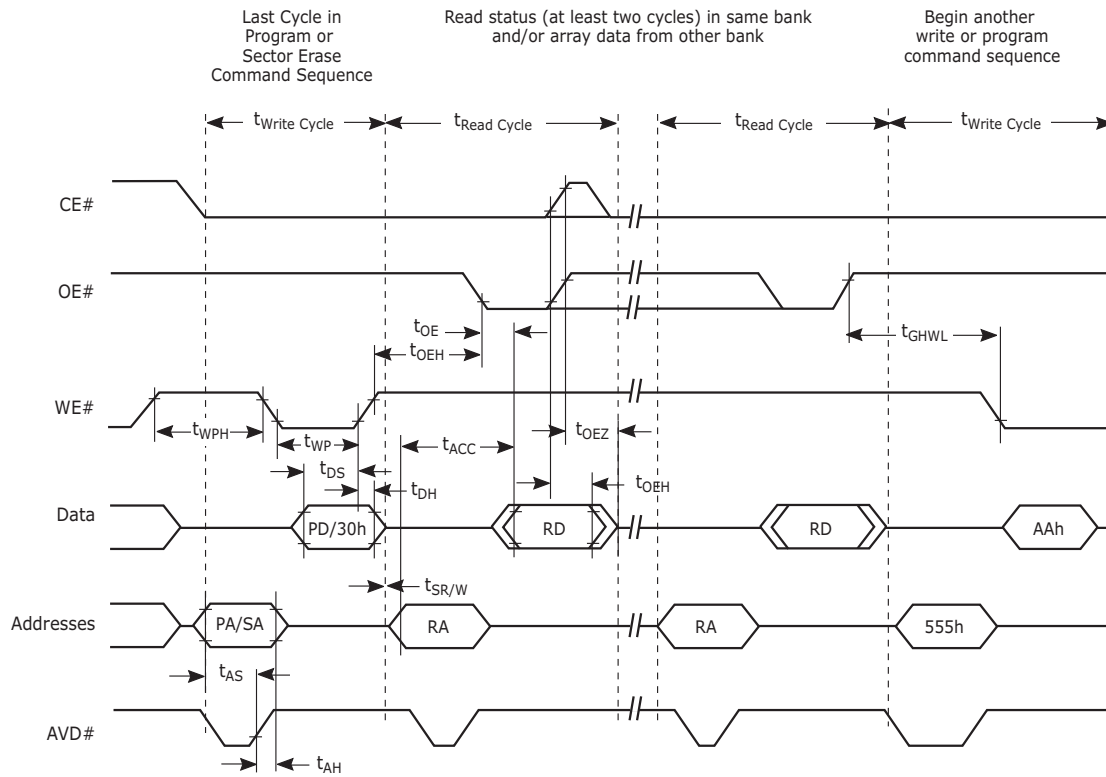 Last Cycle in
Program or
Sector Erase
Command Sequence
Read status (at least two cycles) in same bank
and/or array data from other bank
Begin another
write or program
command sequence
tWrite Cycle
tRead Cycle
tRead Cycle
tWrite Cycle
CE#
OE#
tOE
tOEH
tGHWL
WE#
tWPH
tWP
tACC
tOEZ
tDS
tDH
tOEH
Data
PD/30h
RD
RD
AAh
tSR/W
Addresses
PA/SA
RA
RA
555h
tAS
AVD#
tAH